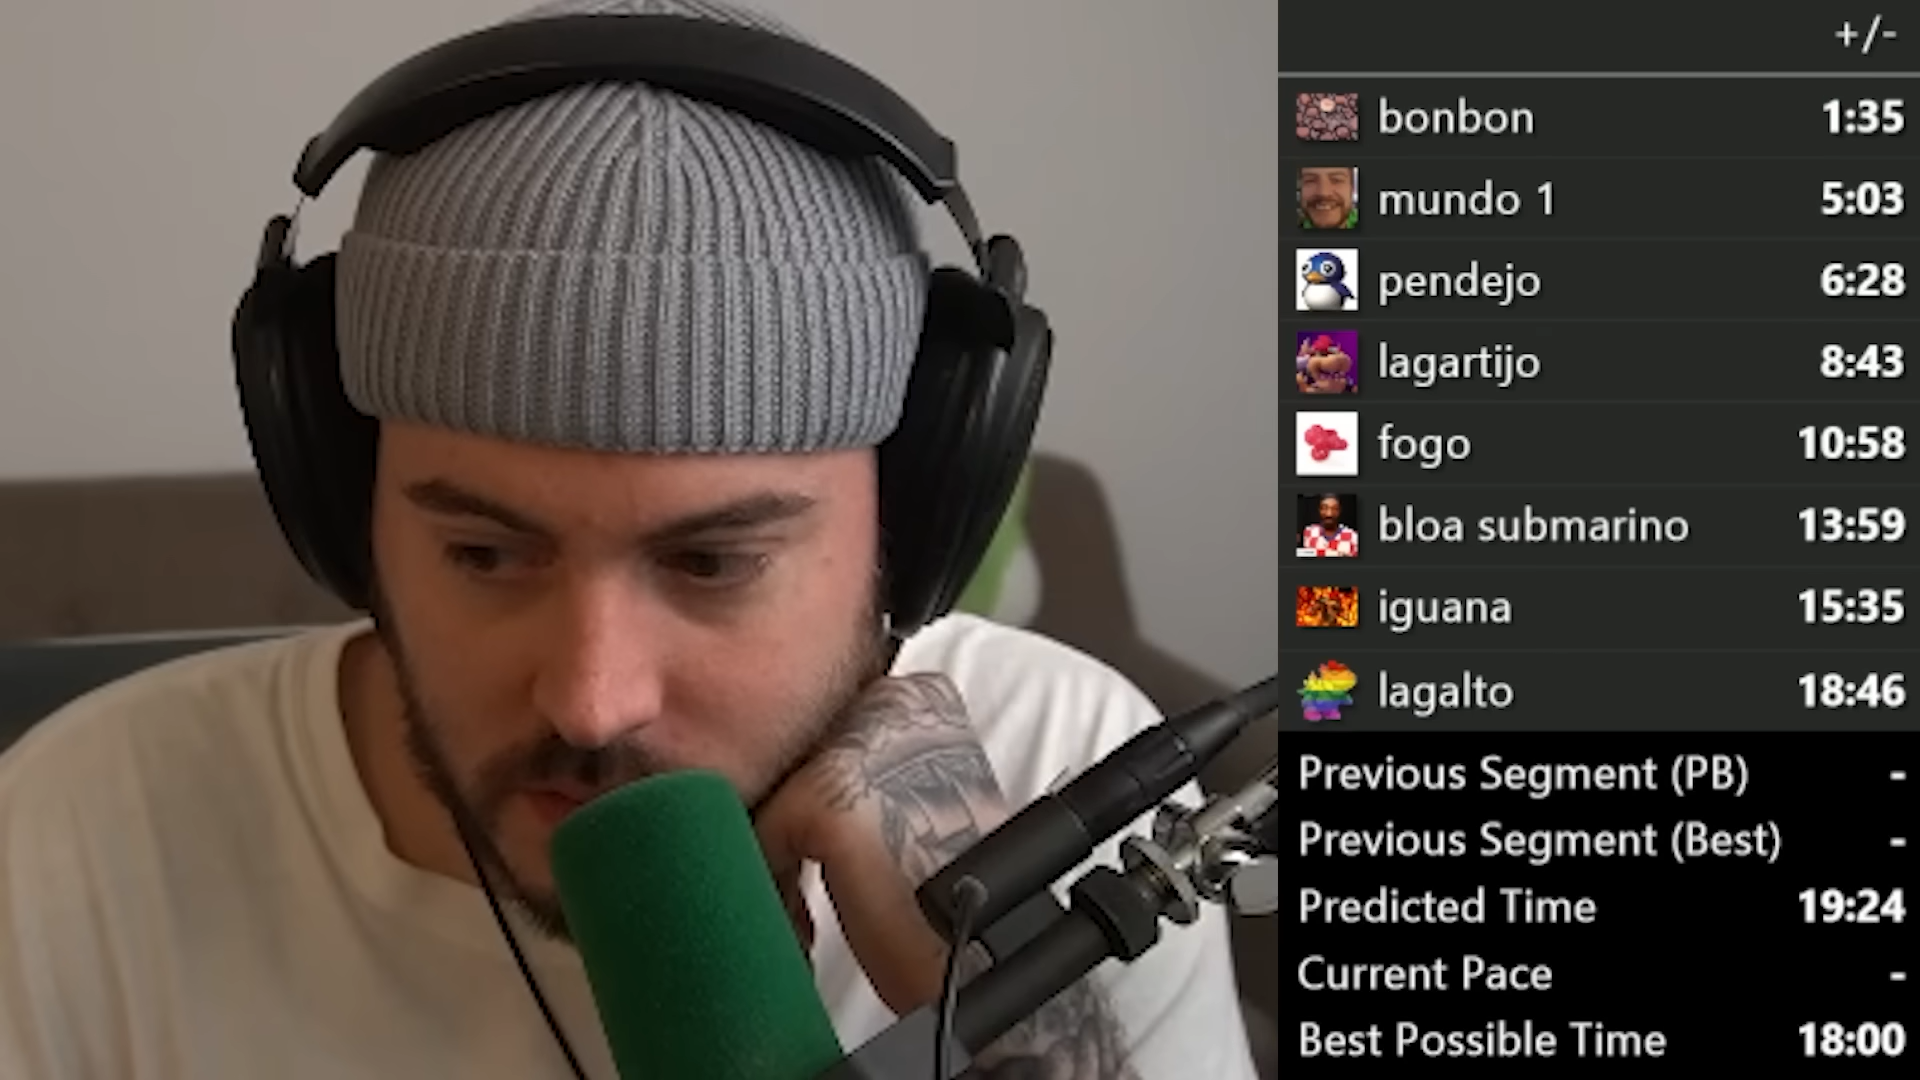 +/-
bonbon 1:35
mundo 1 5:03
pendejo 6:28
lagartijo 8:43
fogo 10:58
bloa submarino 13:59
iguana 15:35
lagalto 18:46
Previous Segment (PB) -
Previous Segment (Best) -
Predicted Time 19:24
Current Pace -
Best Possible Time 18:00